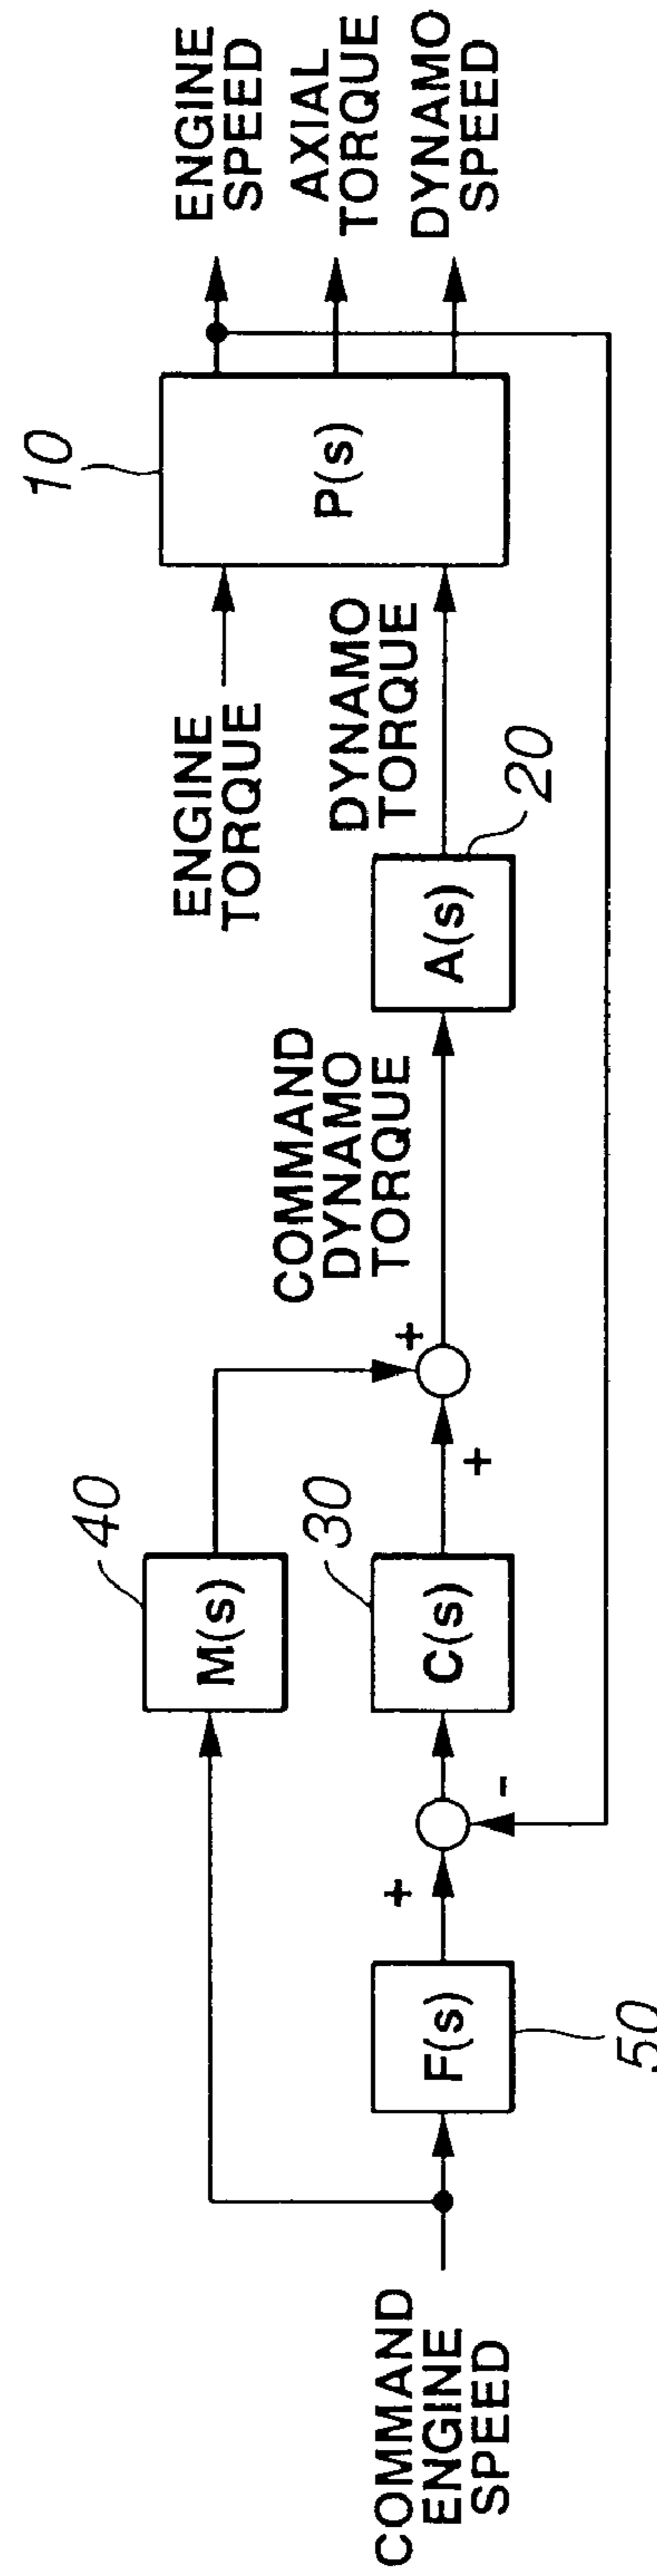 COMMAND
ENGINE
SPEED
F(s)
50
+
-
M(s)
40
C(s)
30
+
+
COMMAND
DYNAMO
TORQUE
A(s)
20
ENGINE
TORQUE
DYNAMO
TORQUE
10
P(s)
ENGINE
SPEED
AXIAL
TORQUE
DYNAMO
SPEED